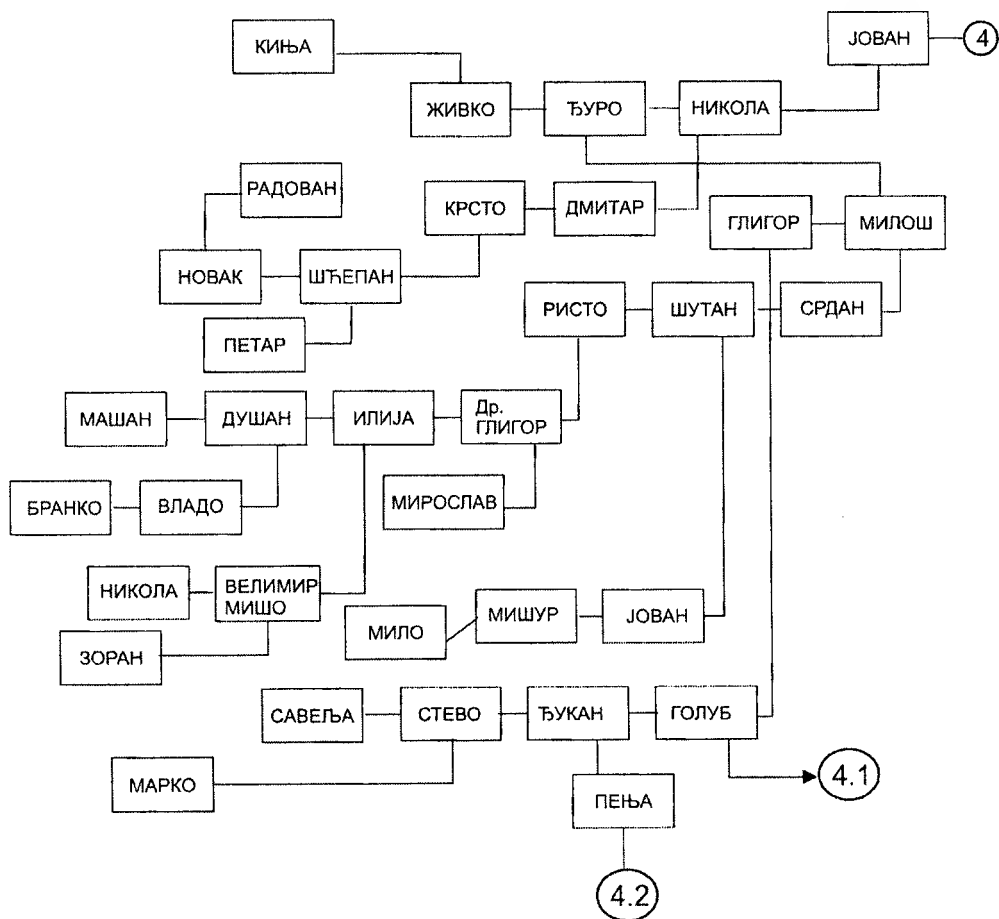 КИЊА
ЈОВАН
4
ЖИВКО
ЂУРО
НИКОЛА
РАДОВАН
КРСТО
ДМИТАР
ГЛИГОР
МИЛОШ
НОВАК
ШЋЕПАН
РИСТО
ШУТАН
СРДАН
ПЕТАР
МАШАН
ДУШАН
ИЛИЈА
Др.
ГЛИГОР
БРАНКО
ВЛАДО
МИРОСЛАВ
НИКОЛА
ВЕЛИМИР
МИШО
МИЛО
МИШУР
ЈОВАН
ЗОРАН
САВЕЉА
СТЕВО
ЂУКАН
ГОЛУБ
МАРКО
4.1
ПЕЊА
4.2